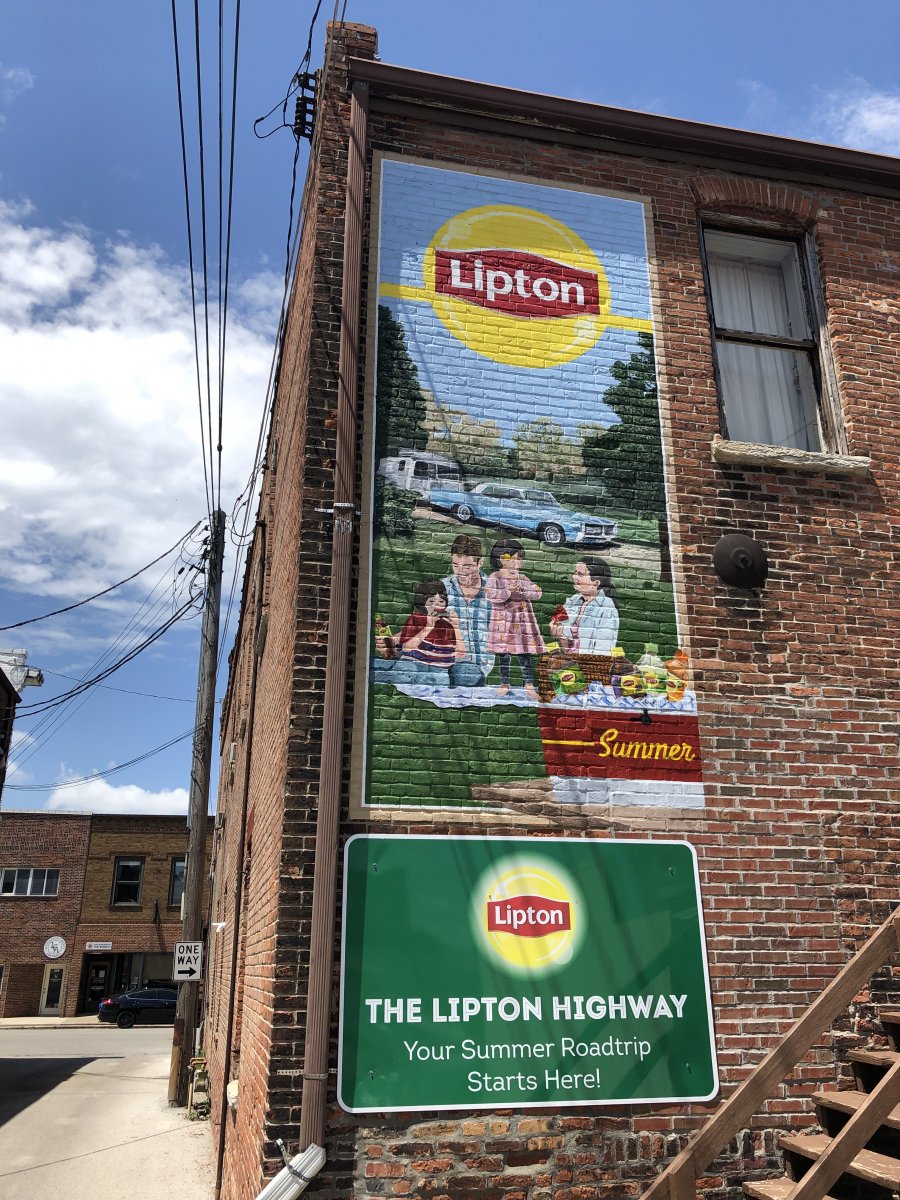 Lipton
Summer
Lipton
THE LIPTON HIGHWAY
Your Summer Roadtrip
Starts Here!
ONE
WAY